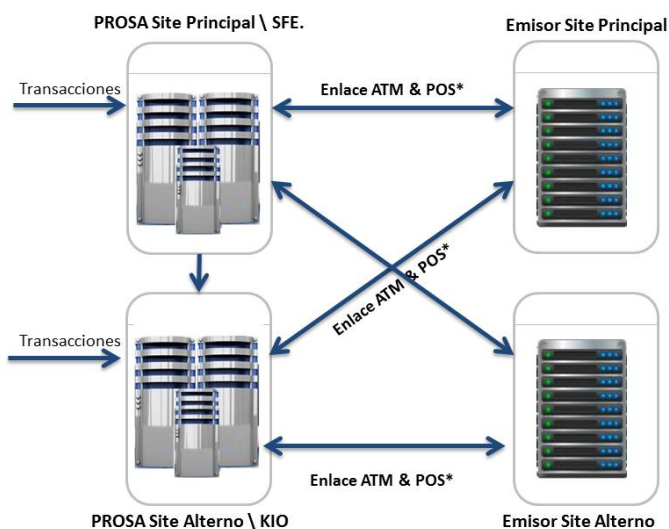 PROSA Site Principal \ SFE.
Emisor Site Principal
Transacciones
Enlace ATM & POS*
Enlace ATM & POS*
Transacciones
Enlace ATM & POS*
PROSA Site Alterno \ KIO
Emisor Site Alterno